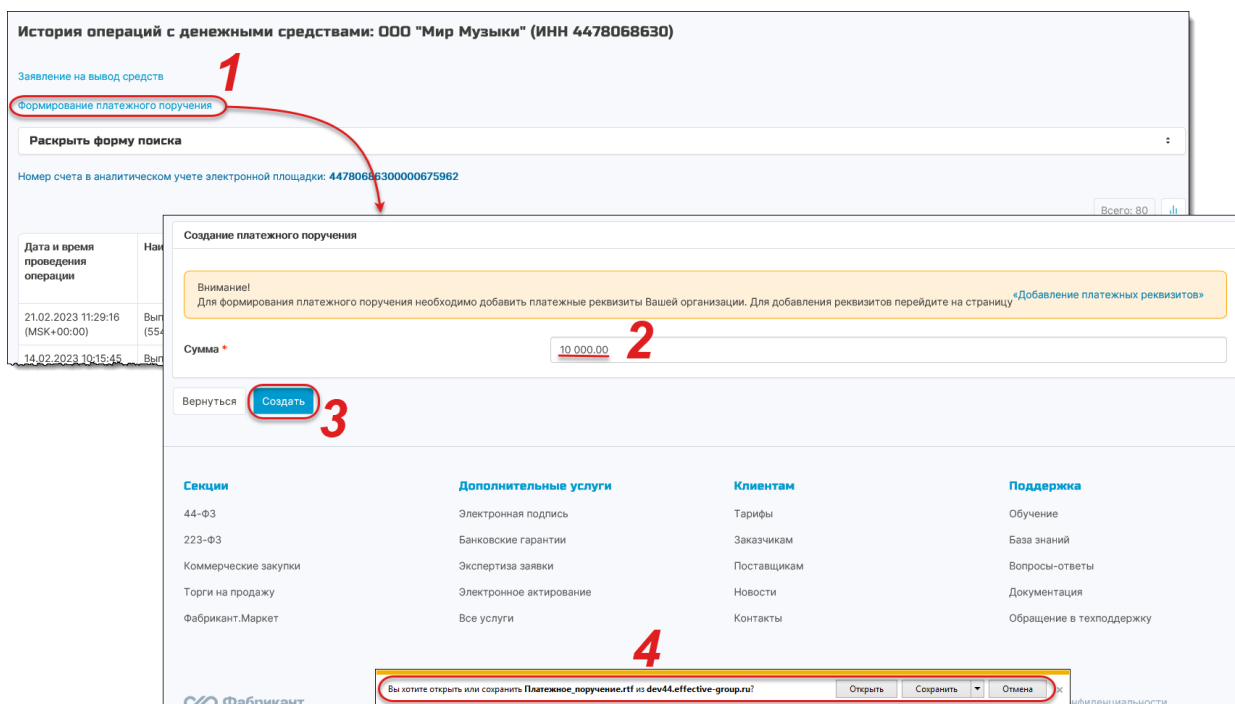 История операций с денежными средствами: ООО "Мир Музыки" (ИНН 4478068630)
Заявление на вывод средств
1
Формирование платежного поручения
Раскрыть форму поиска
Номер счета в аналитическом учете электронной площадки: 44780686300000675962
Всего: 80
Дата и время
проведения
операции
21.02.2023 11:29:16
(MSK+00:00)
14.02.2023 10:15:45
Создание платежного поручения
Внимание!
Для формирования платежного поручения необходимо добавить платежные реквизиты Вашей организации. Для добавления реквизитов перейдите на страницу «Добавление платежных реквизитов»
Сумма * 10 000.00 2
Вернуться Создать 3
Секции Дополнительные услуги Клиентам Поддержка
44-ФЗ Электронная подпись Тарифы Обучение
223-ФЗ Банковские гарантии Заказчикам База знаний
Коммерческие закупки Экспертиза заявки Поставщикам Вопросы-ответы
Торги на продажу Электронное актирование Новости Документация
Фабрикант.Маркет Все услуги Контакты Обращение в техподдержку
4
Вы хотите открыть или сохранить Платежное_поручение.rtf из dev44.effective-group.ru? Открыть Сохранить Отмена
Фабрикант